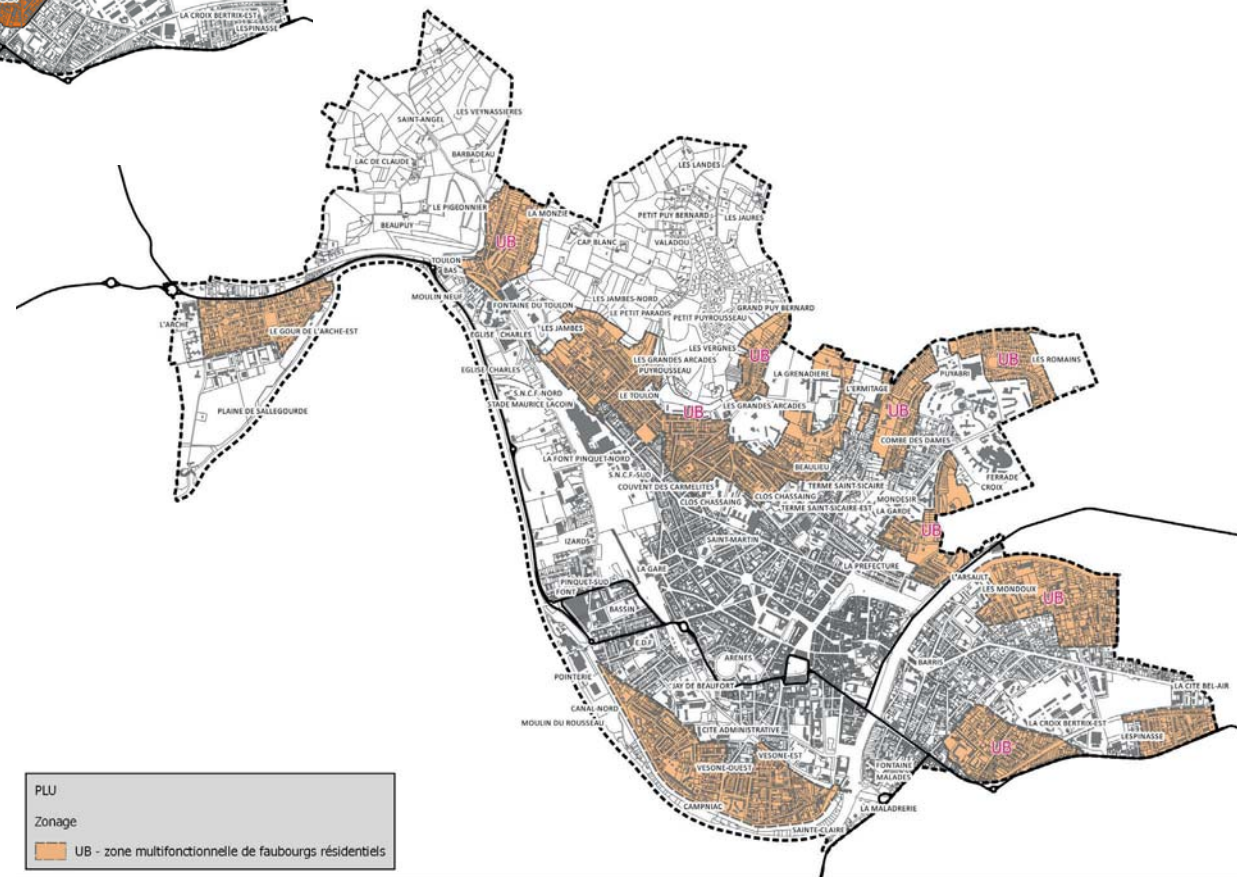 LA CROIX BERTRIX-EST
LESPINASSE
SAINT-ANGEL
LES VEYNASSIERES
LAC DE CLAUDE
BARBADEAU
LES LANDES
LE PIGEONNIER
LA MONZIE
PETIT PUY BERNARD
LES JAURES
BEAUPUY
UB
CAP BLANC
VALADOU
TOULON
BAS
MOULIN NEUF
FONTAINE DU TOULON
LES JAMBES-NORD
LE PETIT PARADIS
GRAND PUY BERNARD
PETIT PUYROUSSEAU
L'ARCHE
LE GOUR DE L'ARCHE-EST
EGLISE CHARLES
LES JAMBES
LES VERGNES
UB
LES GRANDES ARCADES
PUYROUSSEAU
LA GRENADIERE
UB
LES ROMAINS
PUYABRI
EGLISE CHARLES
L'ERMITAGE
S.N.C.F.-NORD
LE TOULON
STADE MAURICE LACOIN
UB
LES GRANDES ARCADES
UB
PLAINE DE SALLEGOURDE
COMBE DES DAMES
LA FONT PINQUET-NORD
BEAULIEU
S.N.C.F.-SUD
FERRADE
CROIX
COUVENT DES CARMELITES
TERME SAINT-SICAIRE
CLOS CHASSAING
CLOS CHASSAING
MONDESIR
TERME SAINT-SICAIRE-EST
LA GARDE
UB
IZARDS
SAINT-MARTIN
LA GARE
LA PREFECTURE
PINQUET-SUD
FONT
L'ARSAULT
LES MONDOUX
UB
BASSIN
E.D.F
ARENES
BARRIS
POINTERIE
JAY DE BEAUFORT
LA CITE BEL-AIR
CANAL-NORD
MOULIN DU ROUSSEAU
CITE ADMINISTRATIVE
LA CROIX BERTRIX-EST
LESPINASSE
UB
VESONE-EST
VESONE-OUEST
FONTAINE
MALADES
CAMPNIAC
LA MALADRERIE
SAINTE-CLAIRE
PLU
Zonage
UB - zone multifonctionnelle de faubourgs résidentiels